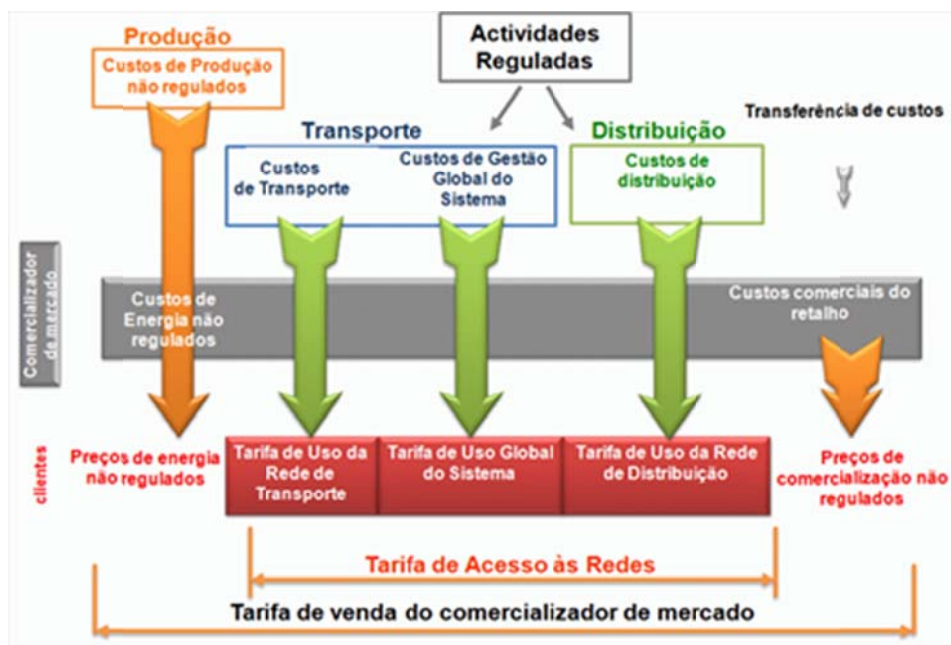 Produção
Custos de Produção
não regulados
Actividades
Reguladas
Transporte
Custos
de Transporte
Custos de Gestão
Global do
Sistema
Distribuição
Custos de
distribuição
Transferência de custos
Comercializador
de mercado
Custos de
Energia não
regulados
Custos comerciais do
retalho
clientes
Preços de energia
não regulados
Tarifa de Uso da
Rede de
Transporte
Tarifa de Uso Global
do Sistema
Tarifa de Uso da Rede
de Distribuição
Preços de
comercialização não
regulados
Tarifa de Acesso às Redes
Tarifa de venda do comercializador de mercado